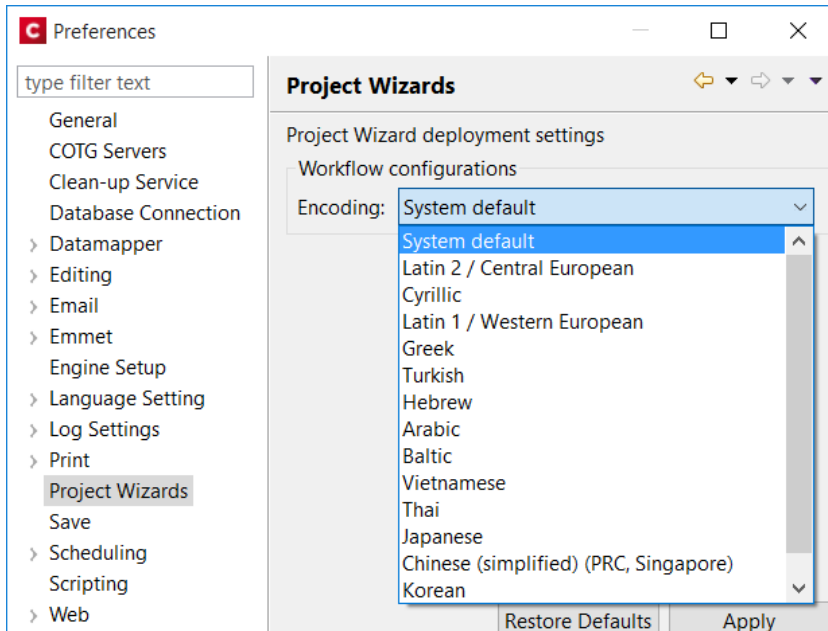 C Preferences
type filter text
General
COTG Servers
Clean-up Service
Database Connection
Datamapper
Editing
Email
Emmet
Engine Setup
Language Setting
Log Settings
Print
Project Wizards
Save
Scheduling
Scripting
Web
Project Wizards
Project Wizard deployment settings
Workflow configurations
Encoding: System default
System default
Latin 2 / Central European
Cyrillic
Latin 1 / Western European
Greek
Turkish
Hebrew
Arabic
Baltic
Vietnamese
Thai
Japanese
Chinese (simplified) (PRC, Singapore)
Korean
Restore Defaults Apply